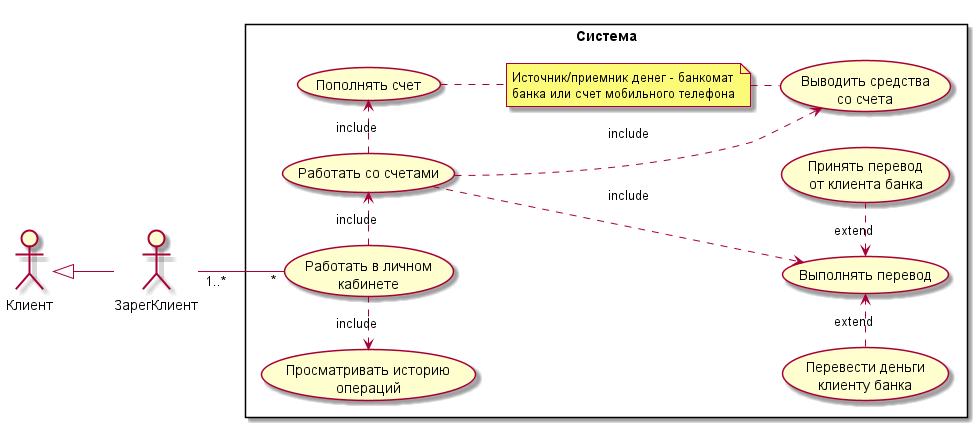 Система
Пополнять счет
Источник/приемник денег - банкомат
банка или счет мобильного телефона
Выводить средства
со счета
include
include
Работать со счетами
Принять перевод
от клиента банка
include
include
extend
Клиент
ЗарегКлиент
1..*
*
Работать в личном
кабинете
Выполнять перевод
include
extend
Просматривать историю
операций
Перевести деньги
клиенту банка